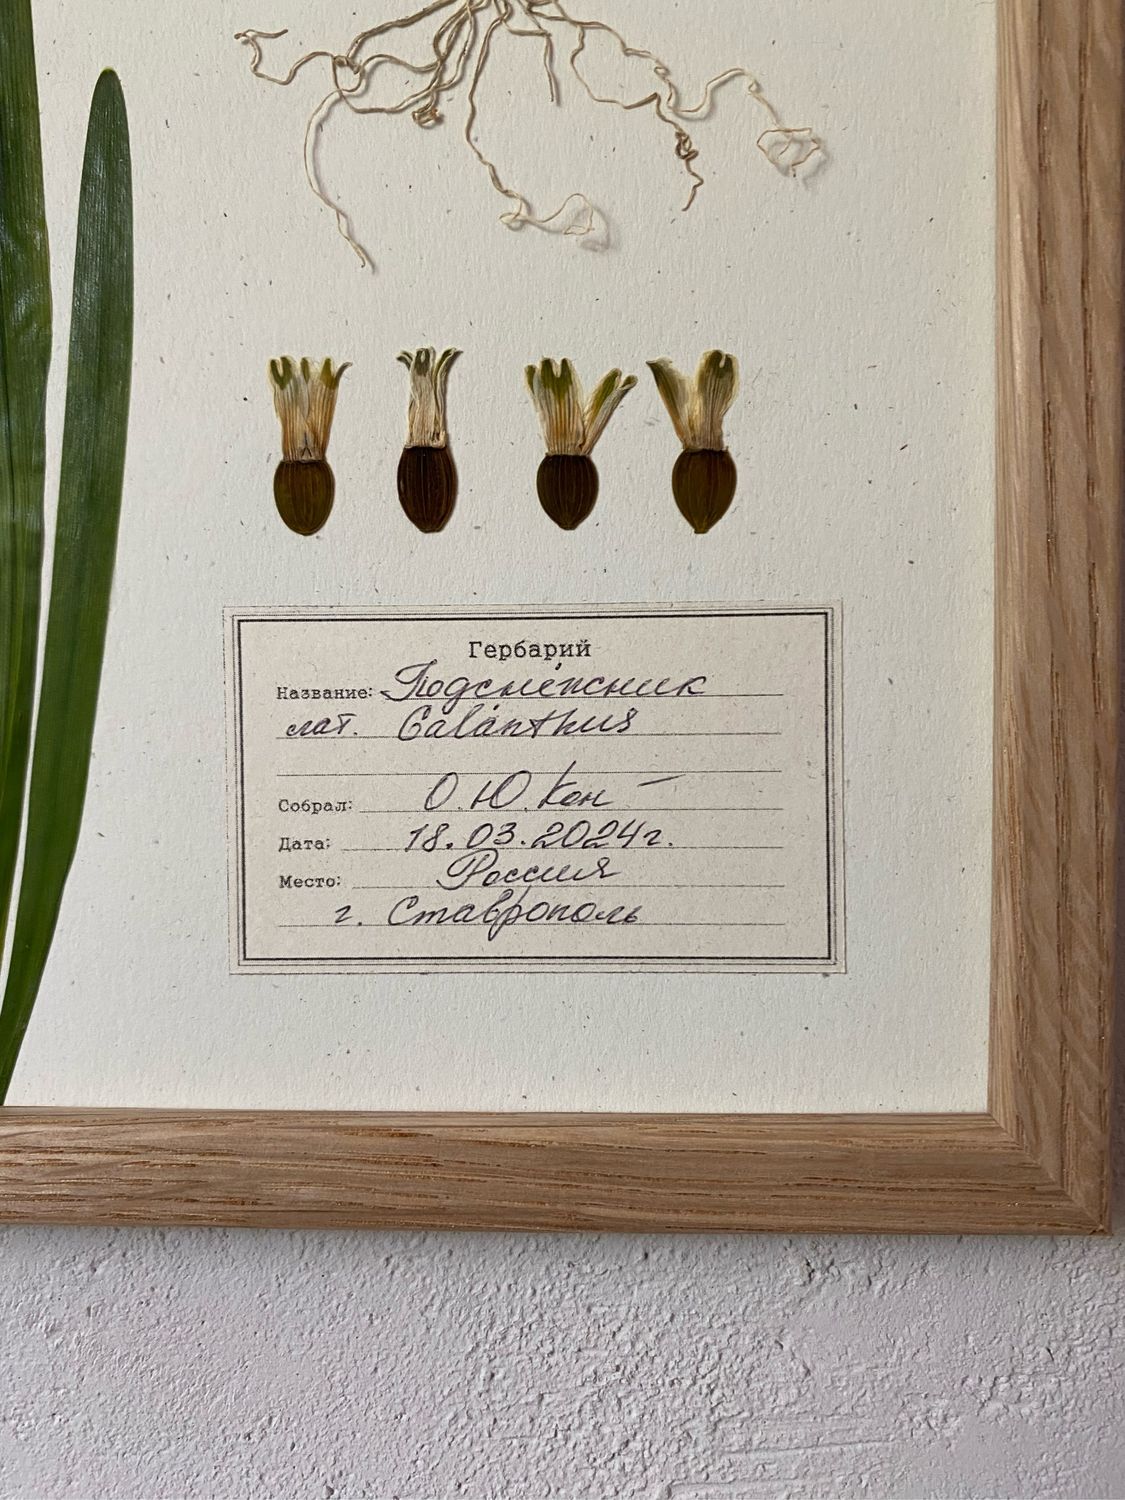 Гербарий
Название: Подснежник
лат. Galanthus
Собрал: О. Ю. Кон
Дата: 18.03.2024г.
Место: Россия
г. Ставрополь